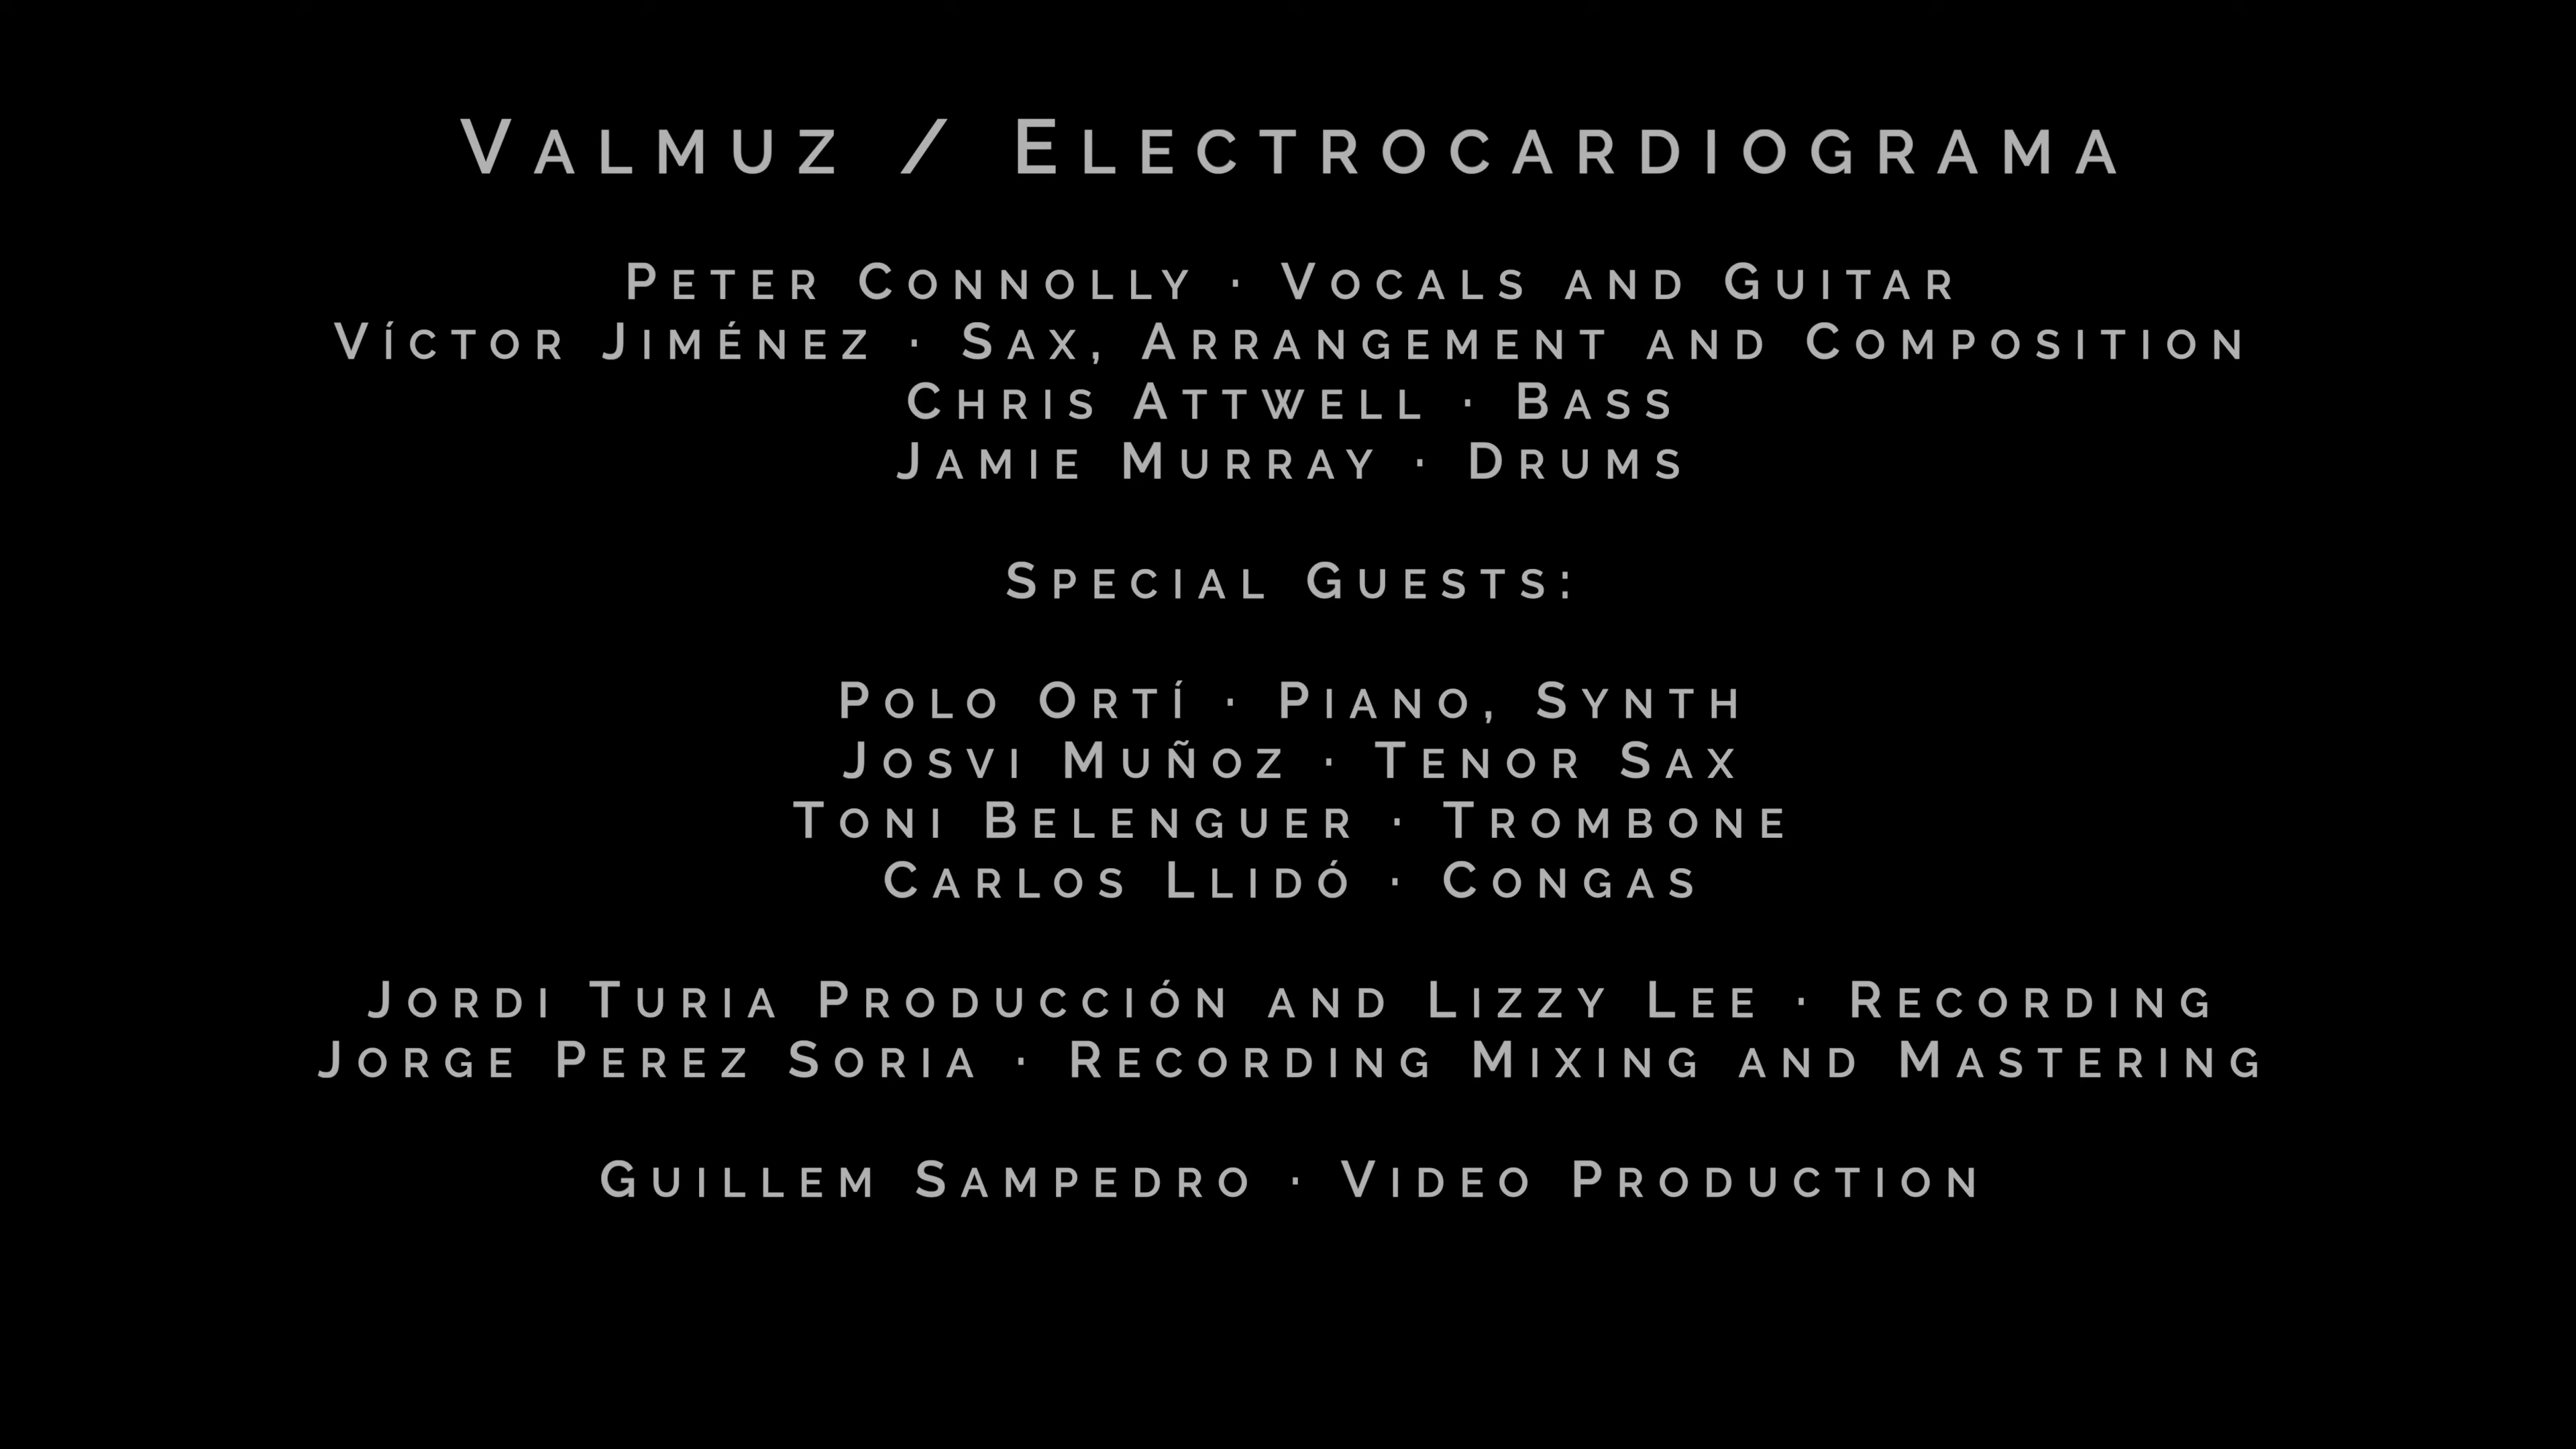 Valmuz / Electrocardiograma
Peter Connolly · Vocals and Guitar
Víctor Jiménez · Sax, Arrangement and Composition
Chris Attwell · Bass
Jamie Murray · Drums
Special Guests:
Polo Ortí · Piano, Synth
Josvi Muñoz · Tenor Sax
Toni Belenguer · Trombone
Carlos Llidó · Congas
Jordi Turia Producción and Lizzy Lee · Recording
Jorge Perez Soria · Recording Mixing and Mastering
Guillem Sampedro · Video Production